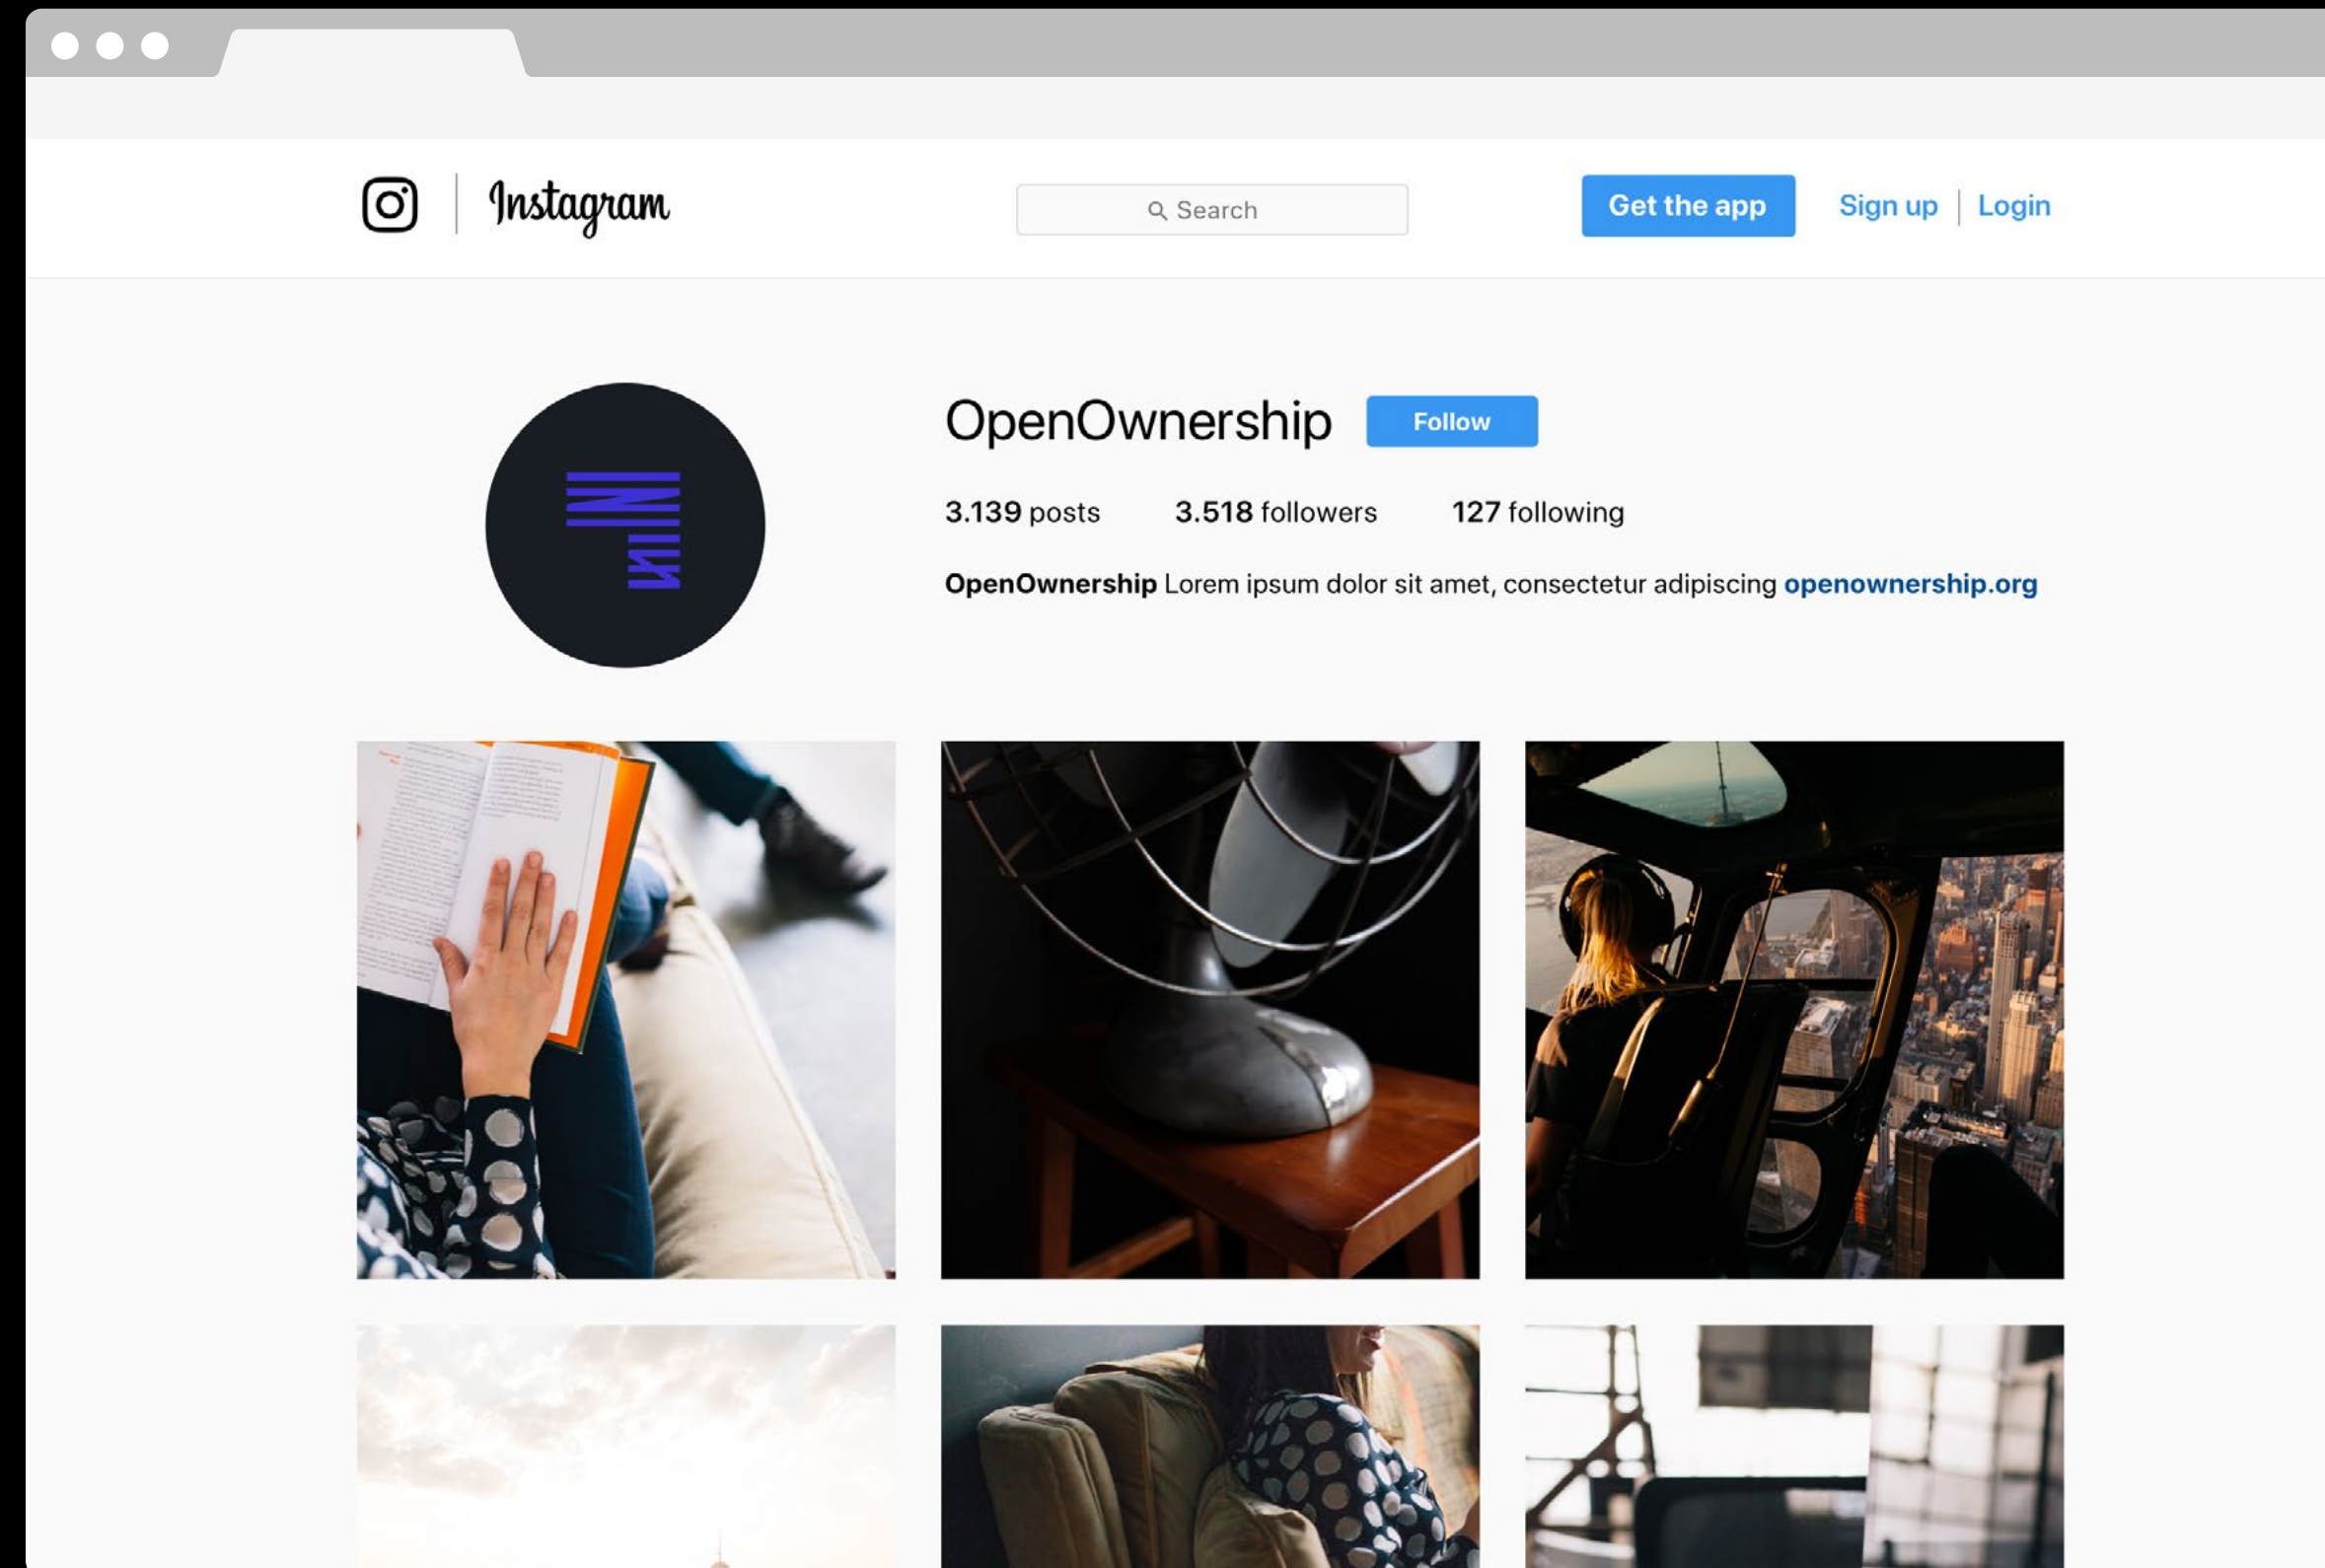 Instagram
Search
Get the app
Sign up
Login
OpenOwnership
Follow
3.139 posts
3.518 followers
127 following
OpenOwnership Lorem ipsum dolor sit amet, consectetur adipiscing openownership.org